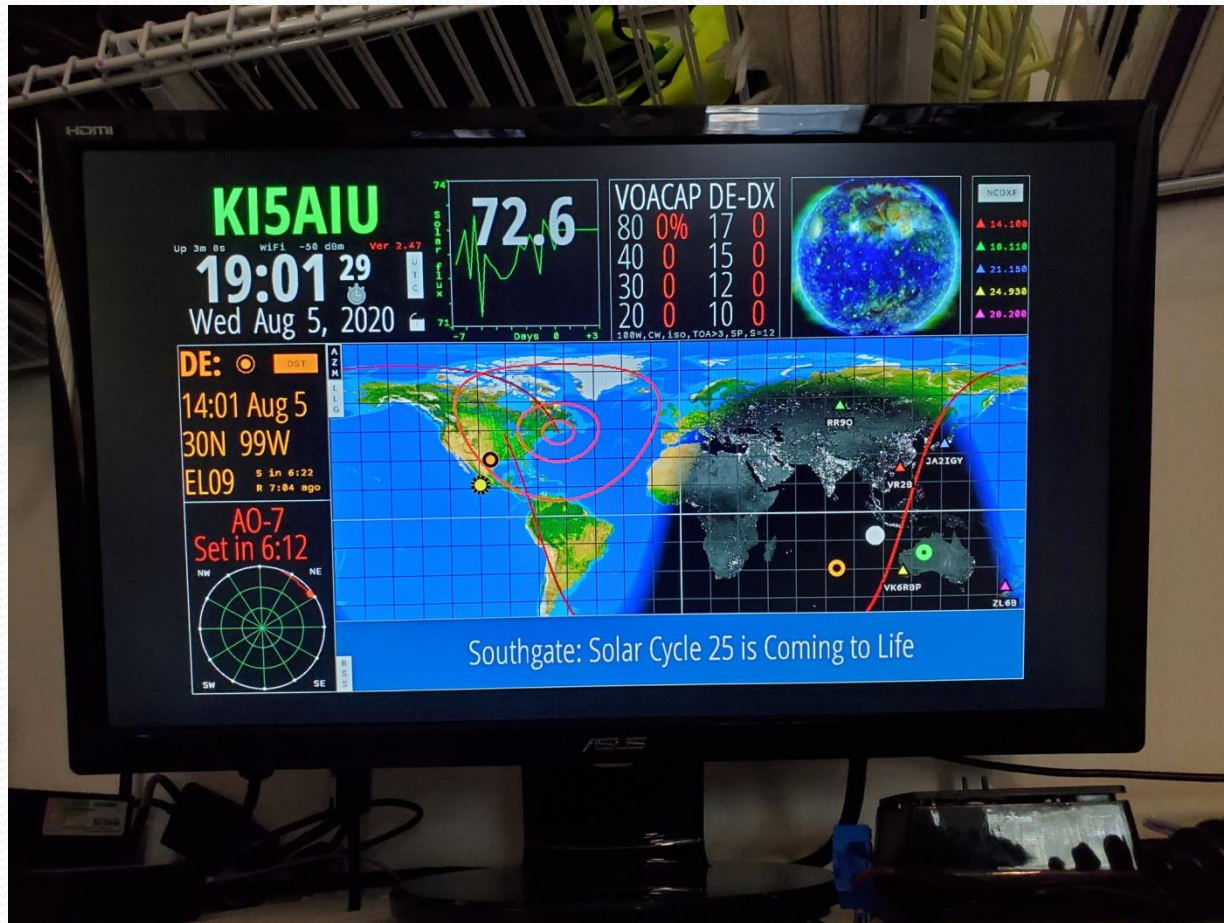 HDMI
KI5AIU
Up 3m 8s WiFi -50 dBm Ver 2.47
19:01 29
UTC
Wed Aug 5, 2020
74
Solar flux
72.6
71
-7 Days 0 +3
VOACAP DE-DX
80 0% 17 0
40 0 15 0
30 0 12 0
20 0 10 0
100W,CW,iso,TOA>3,SP,S=12
NCDXF
14.100
18.110
21.150
24.930
28.200
DE: DST
14:01 Aug 5
30N 99W
EL09 S in 6:22
R 7:04 ago
AZM
LLG
AO-7
Set in 6:12
NW NE
SW SE
RR9O
JA2IGY
VR2B
VK6RBP
ZL6B
RSS
Southgate: Solar Cycle 25 is Coming to Life
ASUS